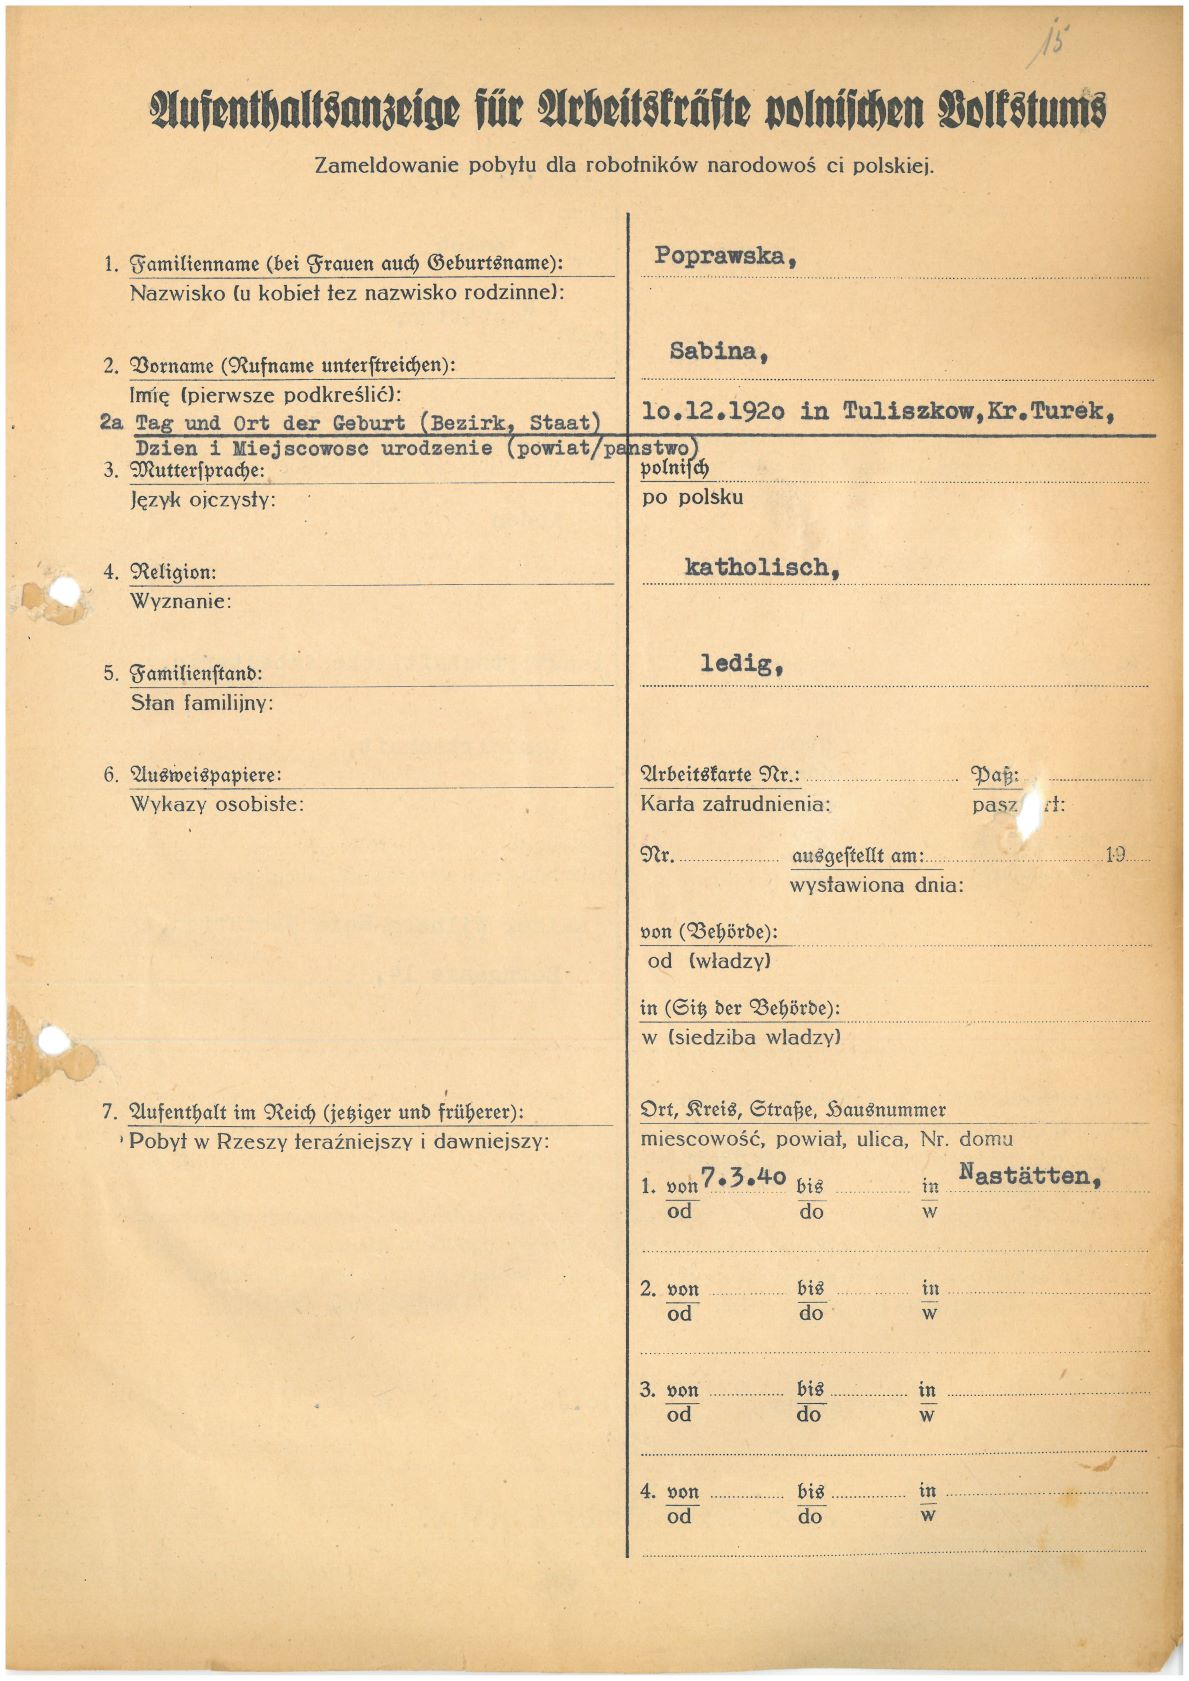 15
Aufenthaltsanzeige für Arbeitskräfte polnischen Volkstums
Zameldowanie pobytu dla robotników narodowoś ci polskiej.
1. Familienname (bei Frauen auch Geburtsname): Poprawska,
Nazwisko (u kobiet tez nazwisko rodzinne):
2. Vorname (Rufname unterstreichen): Sabina,
Imię (pierwsze podkreślić):
2a Tag und Ort der Geburt (Bezirk, Staat) 1o.12.192o in Tuliszkow,Kr.Turek,
Dzien i Miejscowosc urodzenie (powiat/panstwo)
3. Muttersprache: polnisch
Język ojczysty: po polsku
4. Religion: katholisch,
Wyznanie:
5. Familienstand: ledig,
Stan familijny:
6. Ausweispapiere: Arbeitskarte Nr.: Paß:
Wykazy osobiste: Karta zatrudnienia: pasz rt:
Nr. ausgestellt am: 19
wystawiona dnia:
von (Behörde):
od (władzy)
in (Sitz der Behörde):
w (siedziba wladzy)
7. Aufenthalt im Reich (jetziger und früherer): Ort, Kreis, Straße, Hausnummer
Pobyt w Rzeszy teraźniejszy i dawniejszy: miescowość, powiat, ulica, Nr. domu
1. von 7.3.4o bis in Nastätten,
od do w
2. von bis in
od do w
3. von bis in
od do w
4. von bis in
od do w